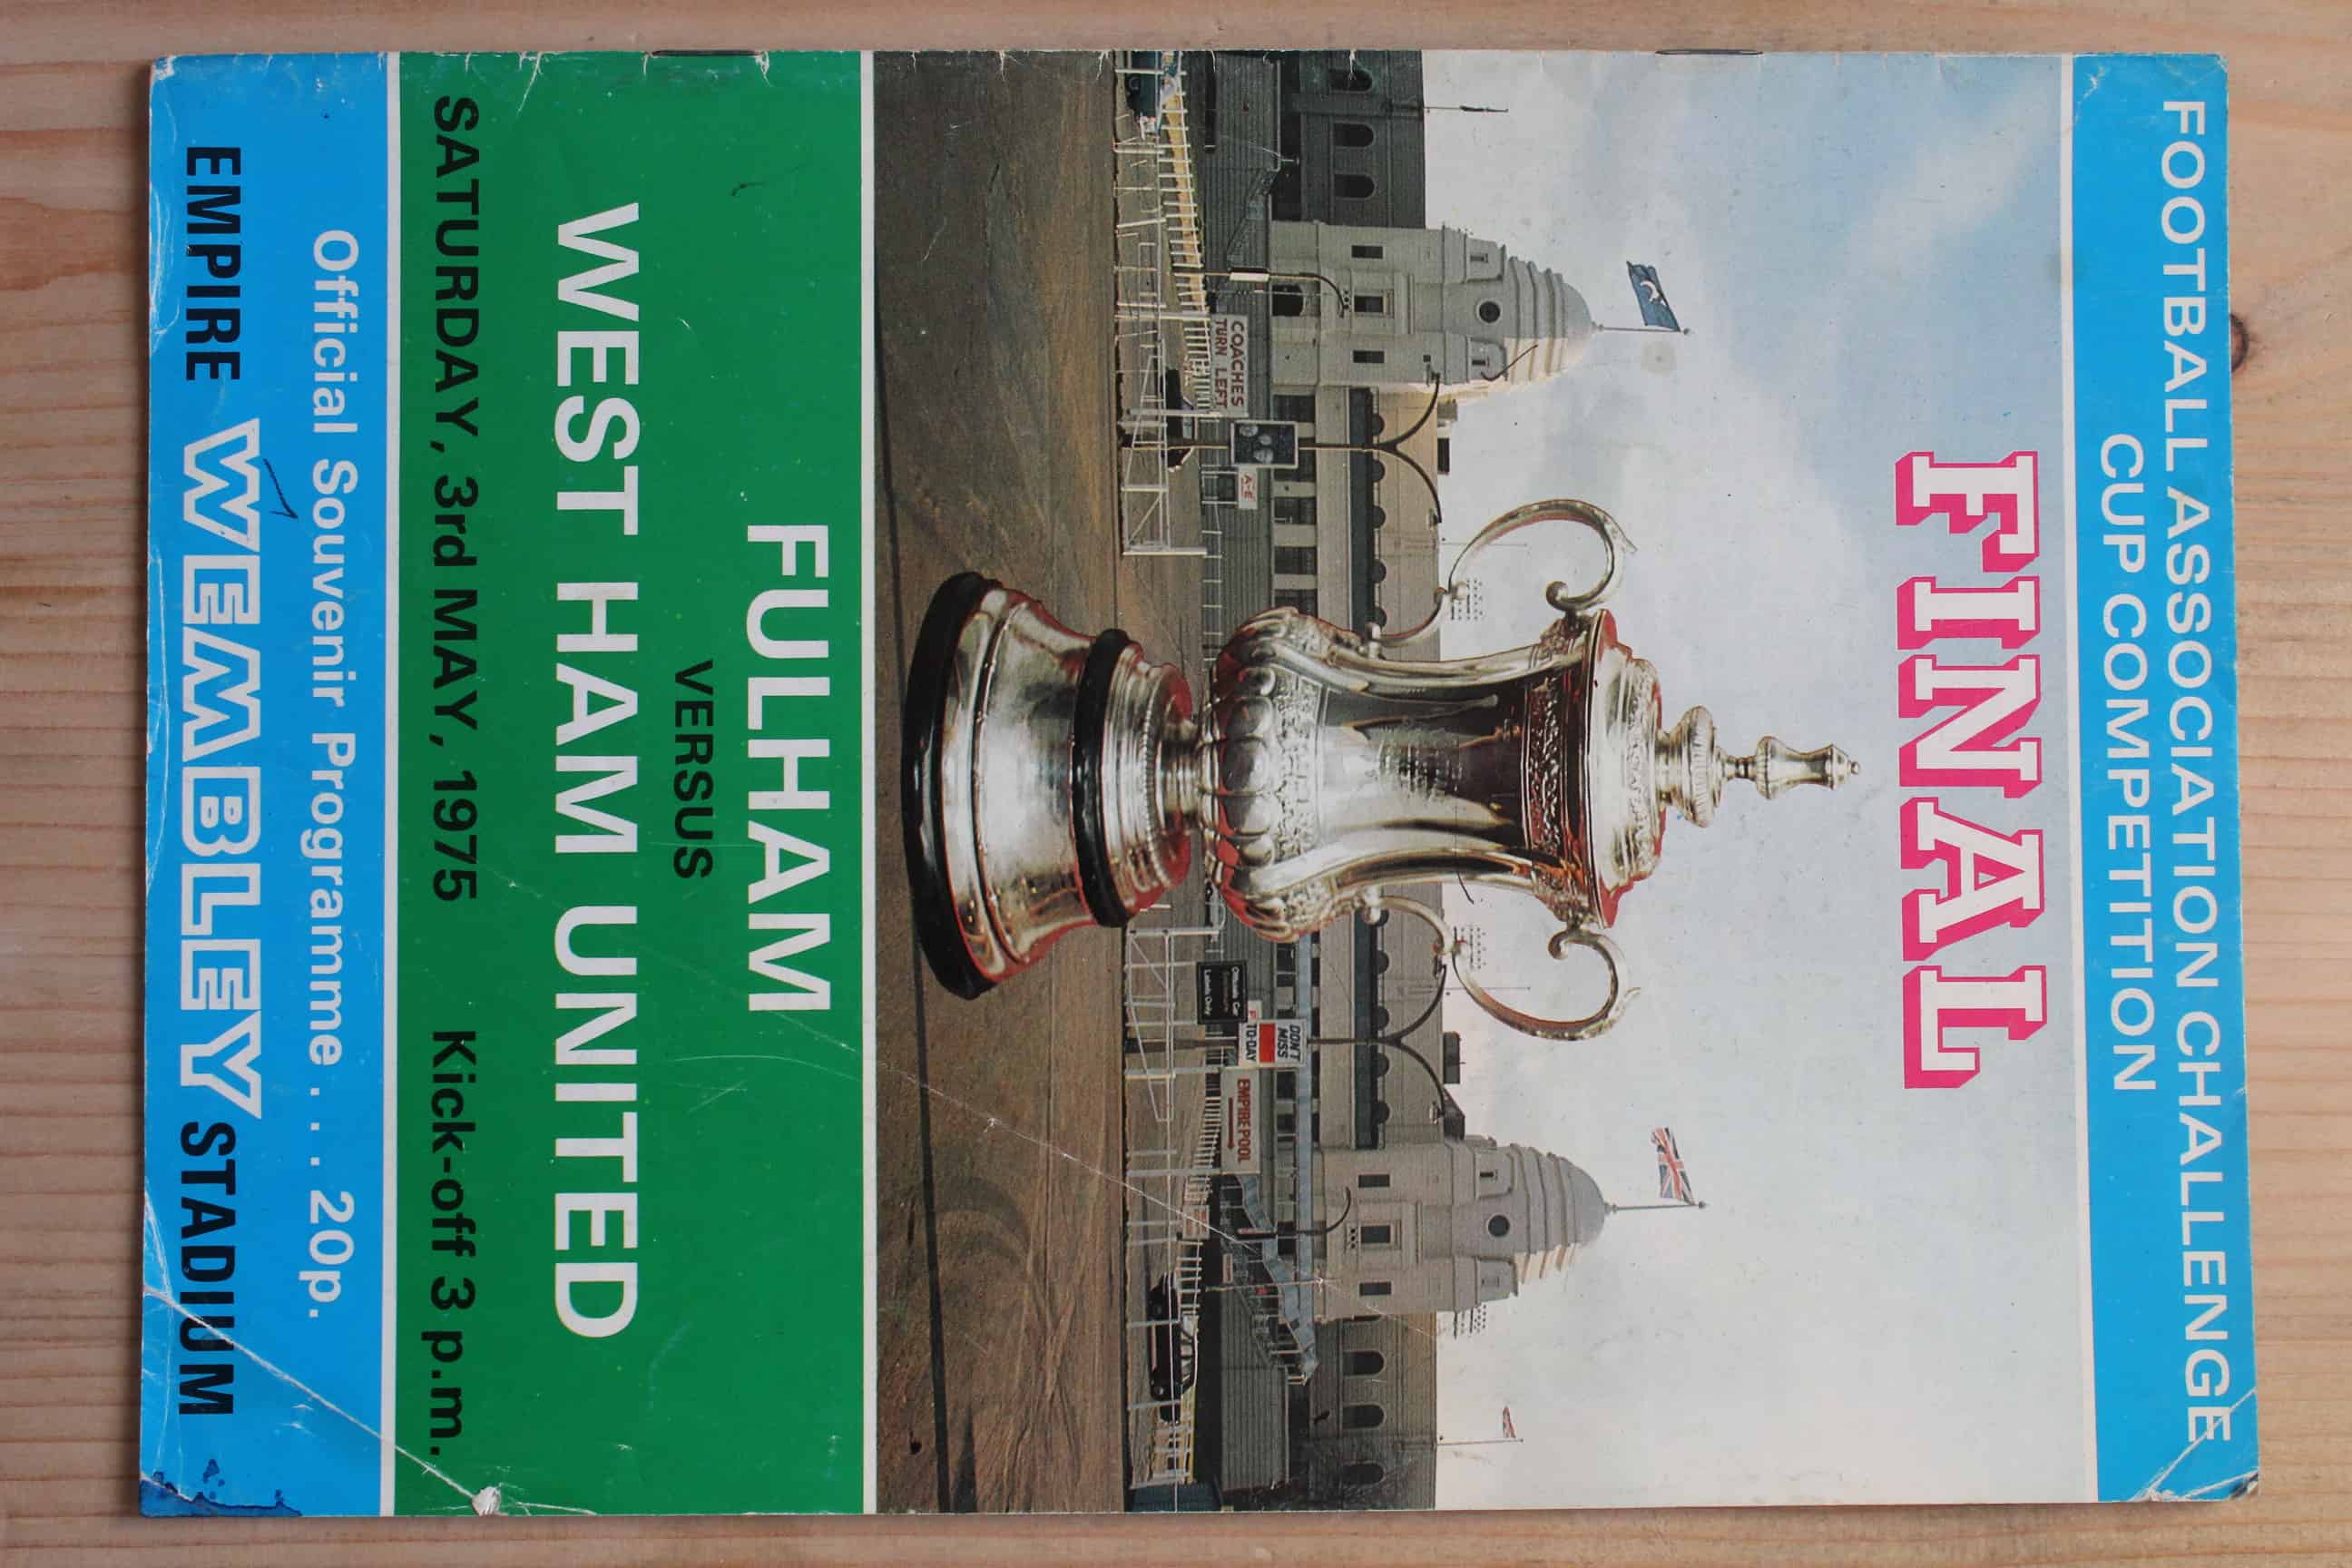 FOOTBALL ASSOCIATION CHALLENGE
CUP COMPETITION
FINAL
COACHES
TURN LEFT
A-E
DON'T
MISS
TO-DAY
EMPIRE POOL
FULHAM
VERSUS
WEST HAM UNITED
SATURDAY, 3rd MAY, 1975 Kick-off 3 p.m.
Official Souvenir Programme . . . 20p.
EMPIRE WEMBLEY STADIUM